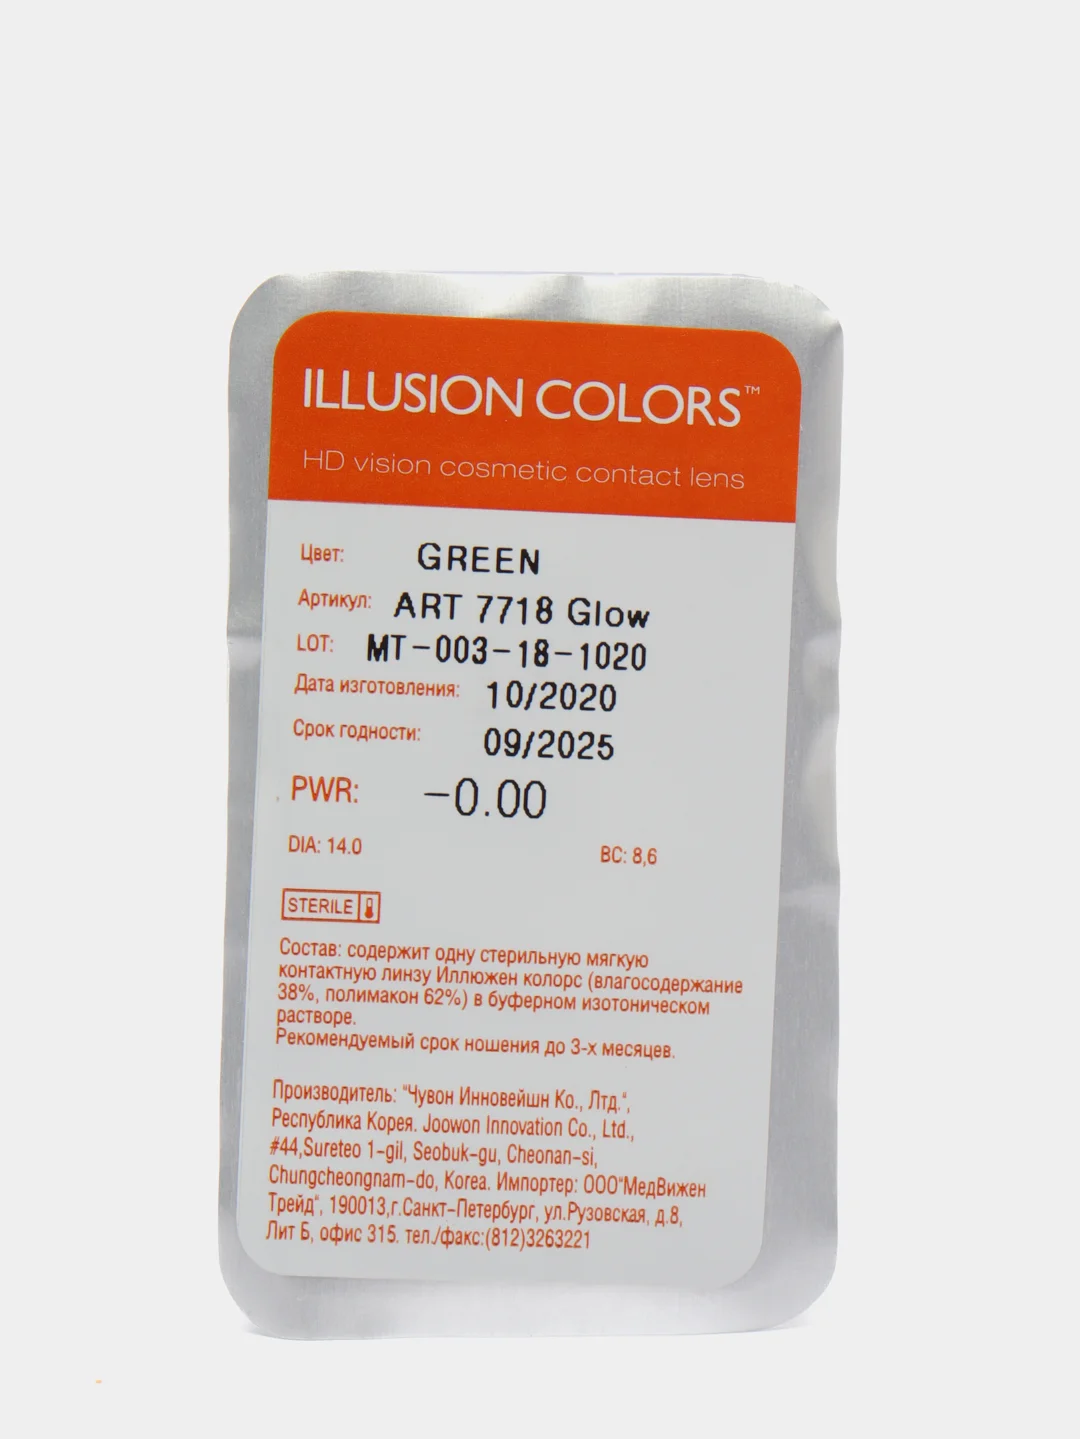 ILLUSION COLORS™
HD vision cosmetic contact lens
Цвет: GREEN
Артикул: ART 7718 Glow
LOT: MT-003-18-1020
Дата изготовления: 10/2020
Срок годности: 09/2025
PWR: -0.00
DIA: 14.0 BC: 8,6
STERILE
Состав: содержит одну стерильную мягкую
контактную линзу Иллюжен колорс (влагосодержание
38%, полимакон 62%) в буферном изотоническом
растворе.
Рекомендуемый срок ношения до 3-х месяцев.
Производитель: "Чувон Инновейшн Ко., Лтд.",
Республика Корея. Joowon Innovation Co., Ltd.,
#44,Sureteo 1-gil, Seobuk-gu, Cheonan-si,
Chungcheongnam-do, Korea. Импортер: ООО"МедВижен
Трейд", 190013,г.Санкт-Петербург, ул.Рузовская, д.8,
Лит Б, офис 315. тел./факс:(812)3263221